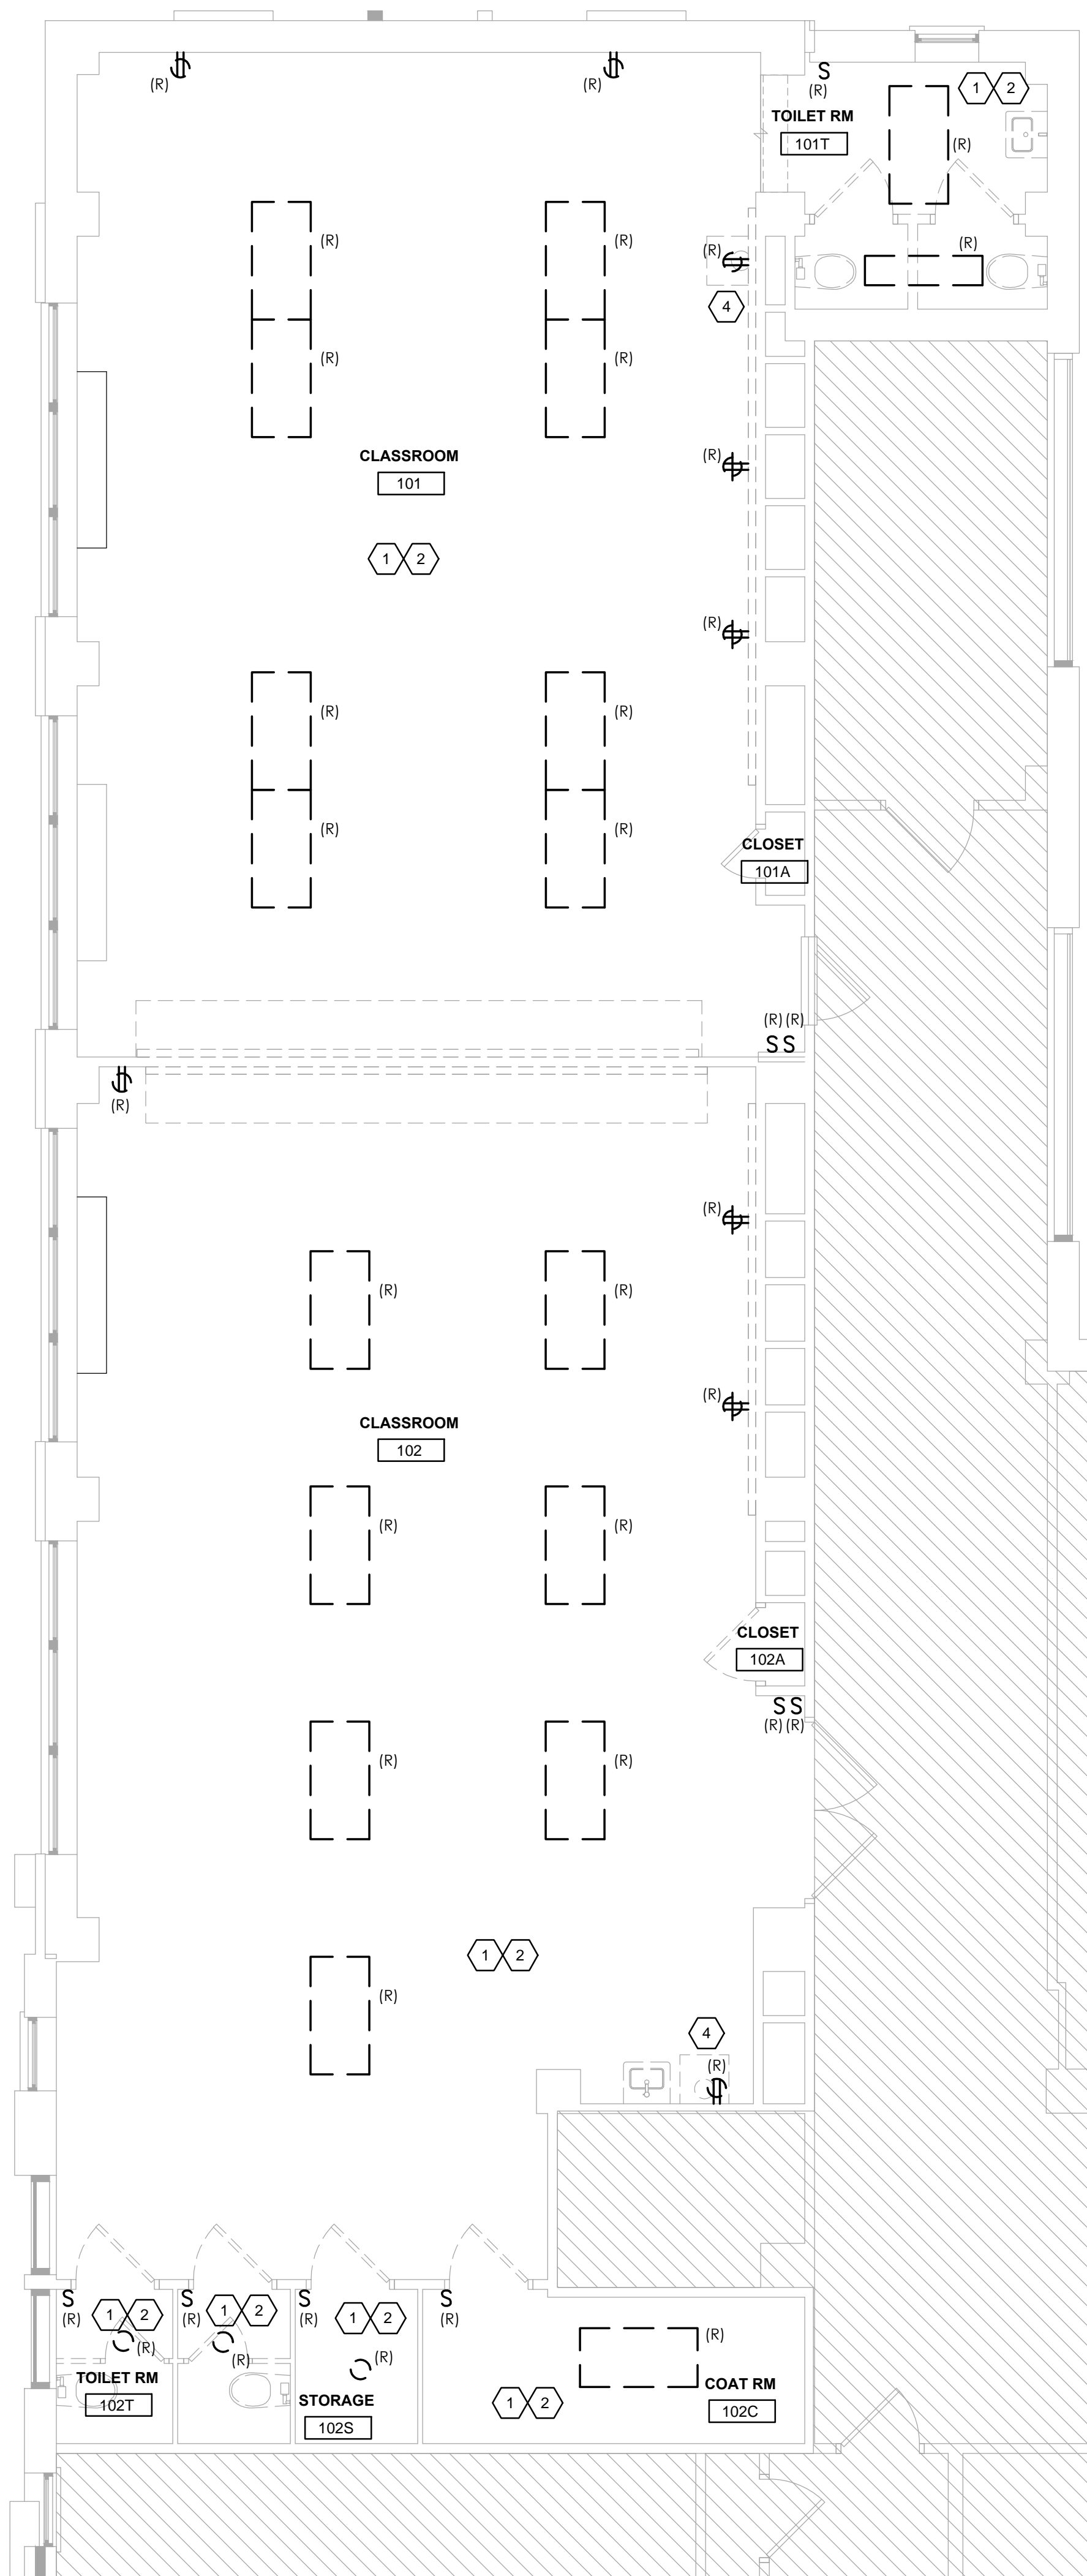 (R)
(R)
S
(R)
1 2
TOILET RM
101T
(R)
(R)
(R)
(R)
(R)
4
(R)
(R)
CLASSROOM
101
(R)
1 2
(R)
(R)
(R)
(R)
(R)
CLOSET
101A
(R) (R)
S S
(R)
(R)
(R)
(R)
(R)
CLASSROOM
102
(R)
(R)
CLOSET
102A
S S
(R) (R)
(R)
(R)
1 2
(R)
4
(R)
S
(R)
1 2
(R)
S
(R)
1 2
(R)
S
(R)
1 2
(R)
S
(R)
(R)
TOILET RM
102T
STORAGE
102S
1 2
COAT RM
102C